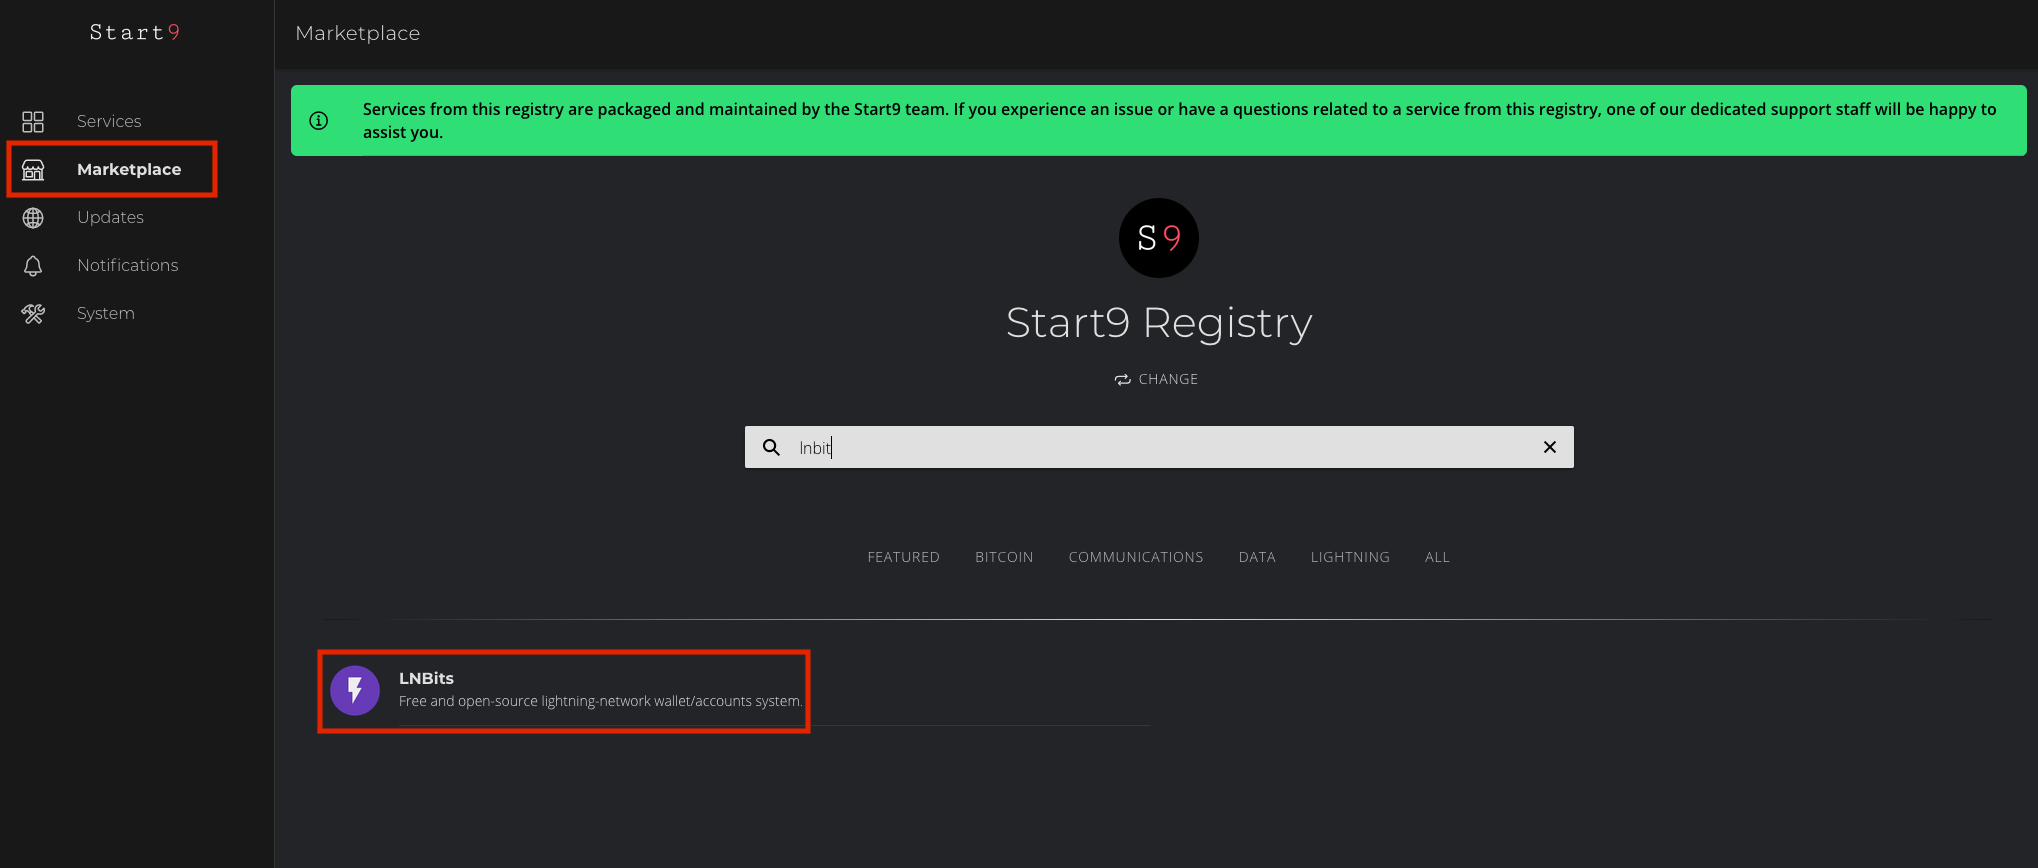 Start9
Marketplace
Services
Marketplace
Updates
Notifications
System
Services from this registry are packaged and maintained by the Start9 team. If you experience an issue or have a questions related to a service from this registry, one of our dedicated support staff will be happy to
assist you.
S9
Start9 Registry
CHANGE
lnbit
FEATURED BITCOIN COMMUNICATIONS DATA LIGHTNING ALL
LNBits
Free and open-source lightning-network wallet/accounts system.